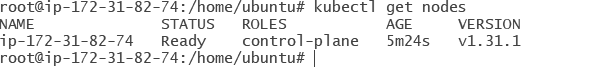 root@ip-172-31-82-74:/home/ubuntu# kubectl get nodes
NAME STATUS ROLES AGE VERSION
ip-172-31-82-74 Ready control-plane 5m24s v1.31.1
root@ip-172-31-82-74:/home/ubuntu#